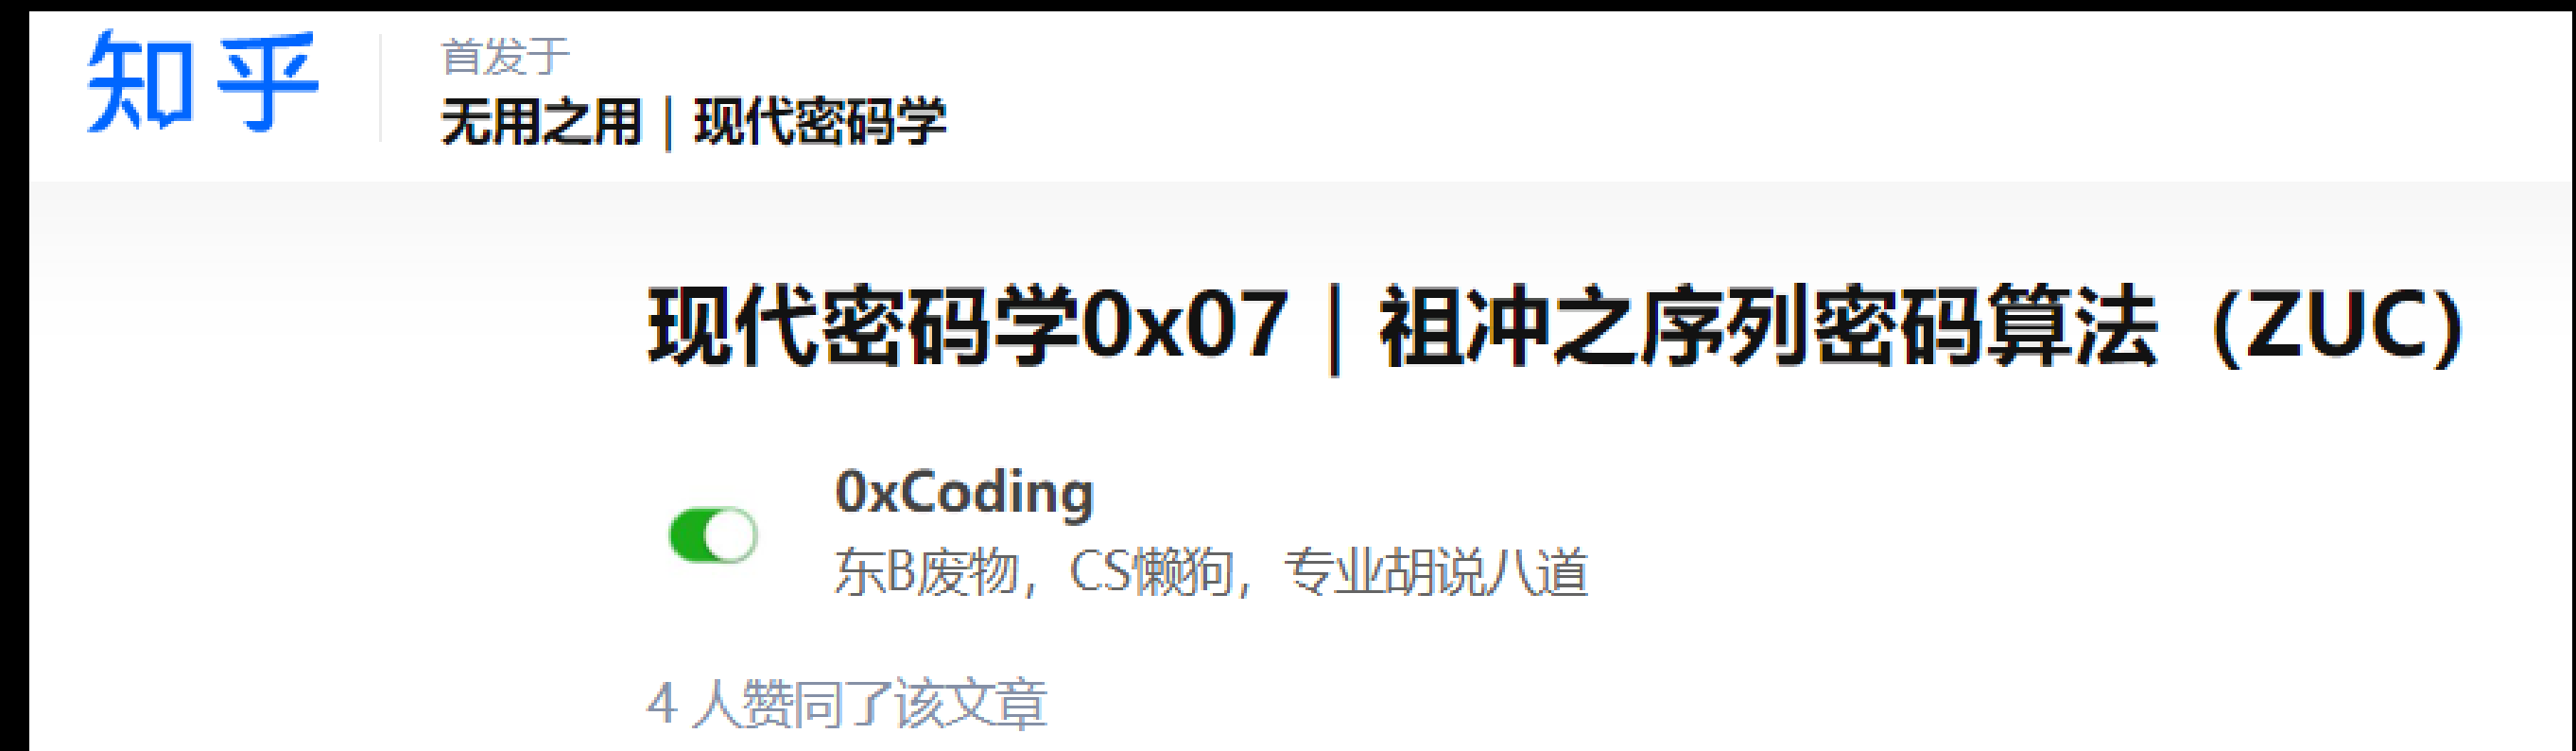 知乎
首发于
无用之用｜现代密码学
现代密码学0x07｜祖冲之序列密码算法（ZUC）
0xCoding
东B废物，CS懒狗，专业胡说八道
4 人赞同了该文章